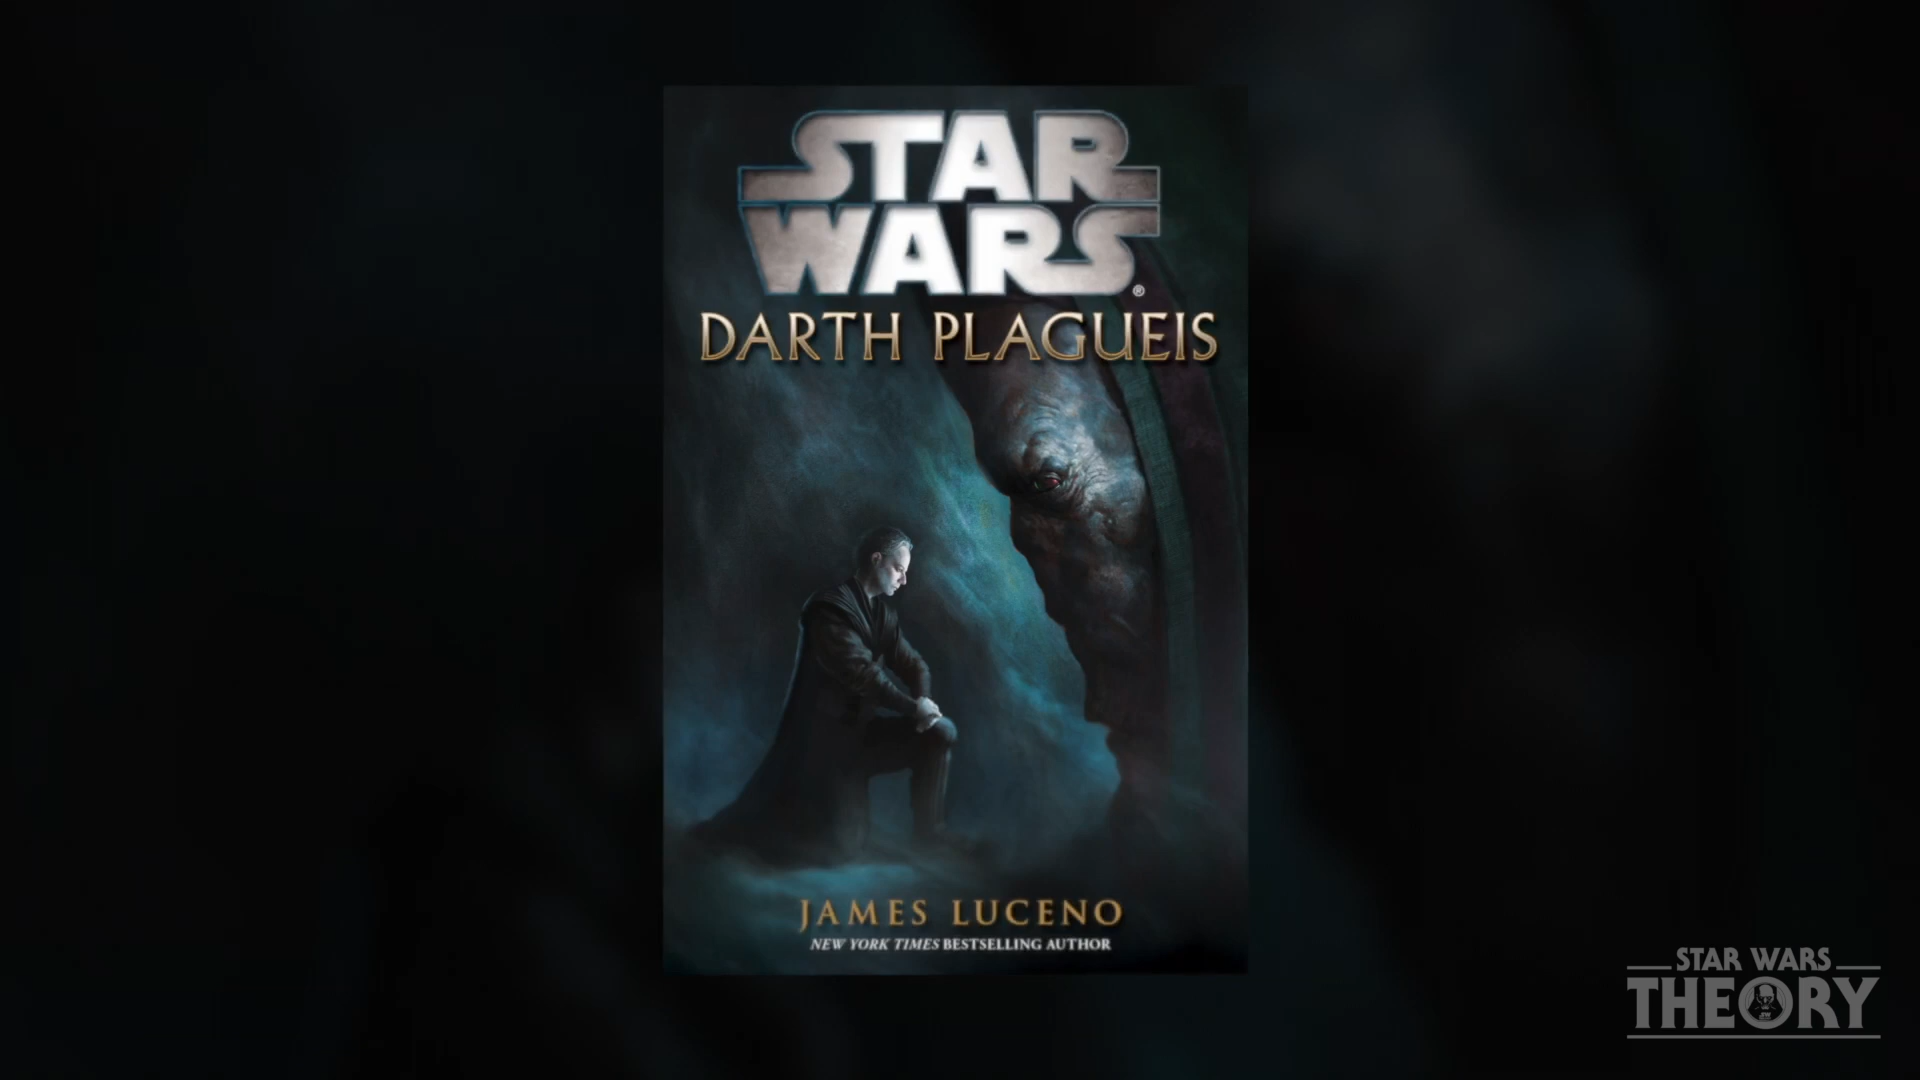 STAR
WARS®
DARTH PLAGUEIS
JAMES LUCENO
NEW YORK TIMES BESTSELLING AUTHOR
STAR WARS
THEORY